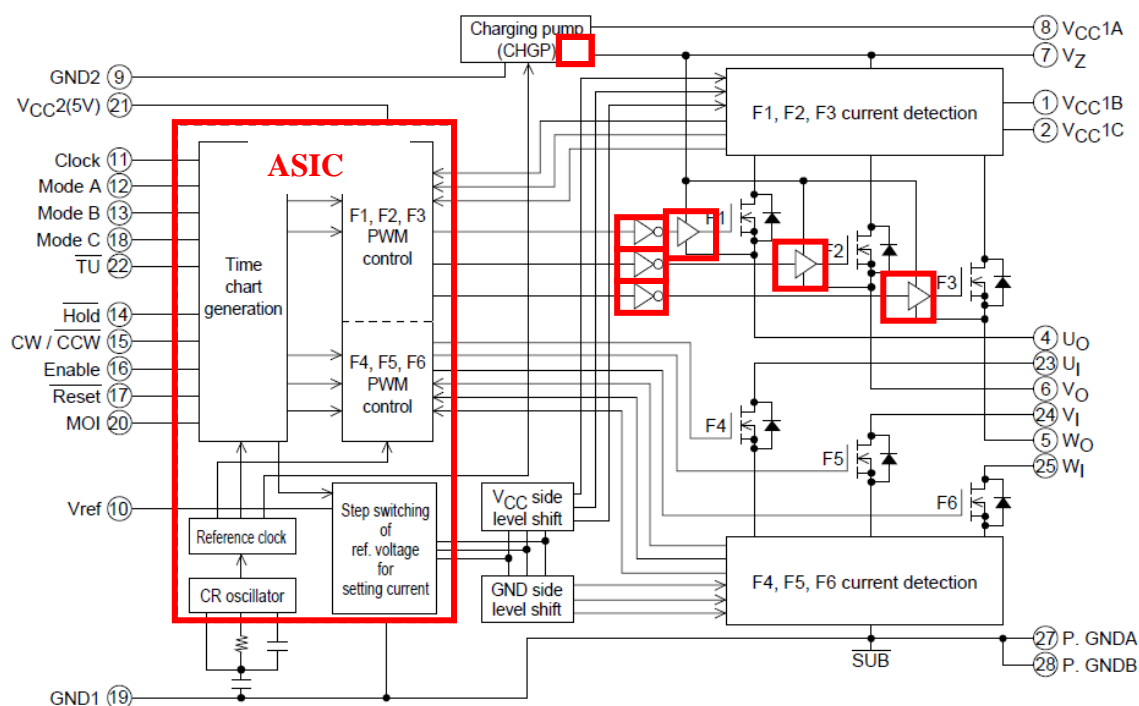 Charging pump
(CHGP)
8 VCC1A
7 VZ
GND2 9
VCC2(5V) 21
F1, F2, F3 current detection
1 VCC1B
2 VCC1C
ASIC
Clock 11
Mode A 12
Mode B 13
Mode C 18
TU 22
Hold 14
CW / CCW 15
Enable 16
Reset 17
MOI 20
Time
chart
generation
F1, F2, F3
PWM
control
F4, F5, F6
PWM
control
F1
F2
F3
4 UO
23 UI
6 VO
24 VI
5 WO
25 WI
F4
F5
F6
Vref 10
Reference clock
CR oscillator
Step switching
of
ref. voltage
for
setting current
VCC side
level shift
GND side
level shift
F4, F5, F6 current detection
SUB
27 P. GNDA
28 P. GNDB
GND1 19